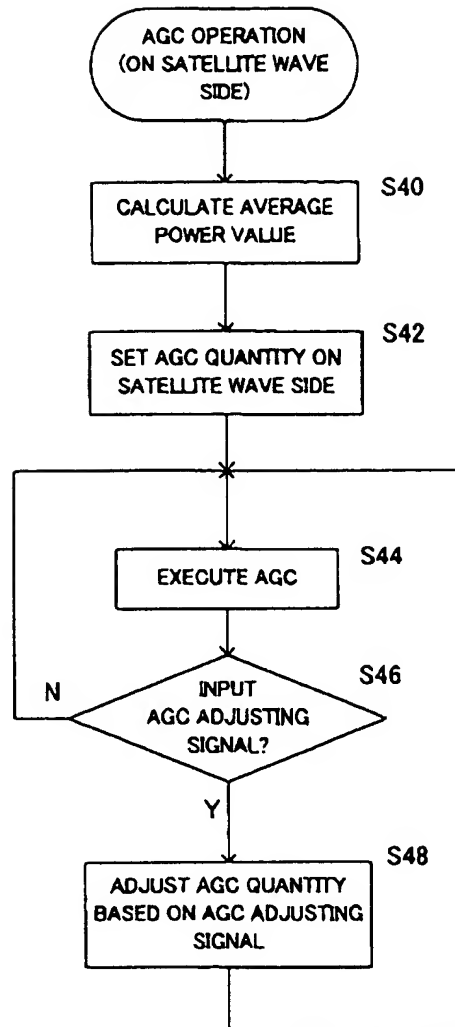 AGC OPERATION
(ON SATELLITE WAVE
SIDE)
S40
CALCULATE AVERAGE
POWER VALUE
S42
SET AGC QUANTITY ON
SATELLITE WAVE SIDE
S44
EXECUTE AGC
S46
N
INPUT
AGC ADJUSTING
SIGNAL?
Y
S48
ADJUST AGC QUANTITY
BASED ON AGC ADJUSTING
SIGNAL